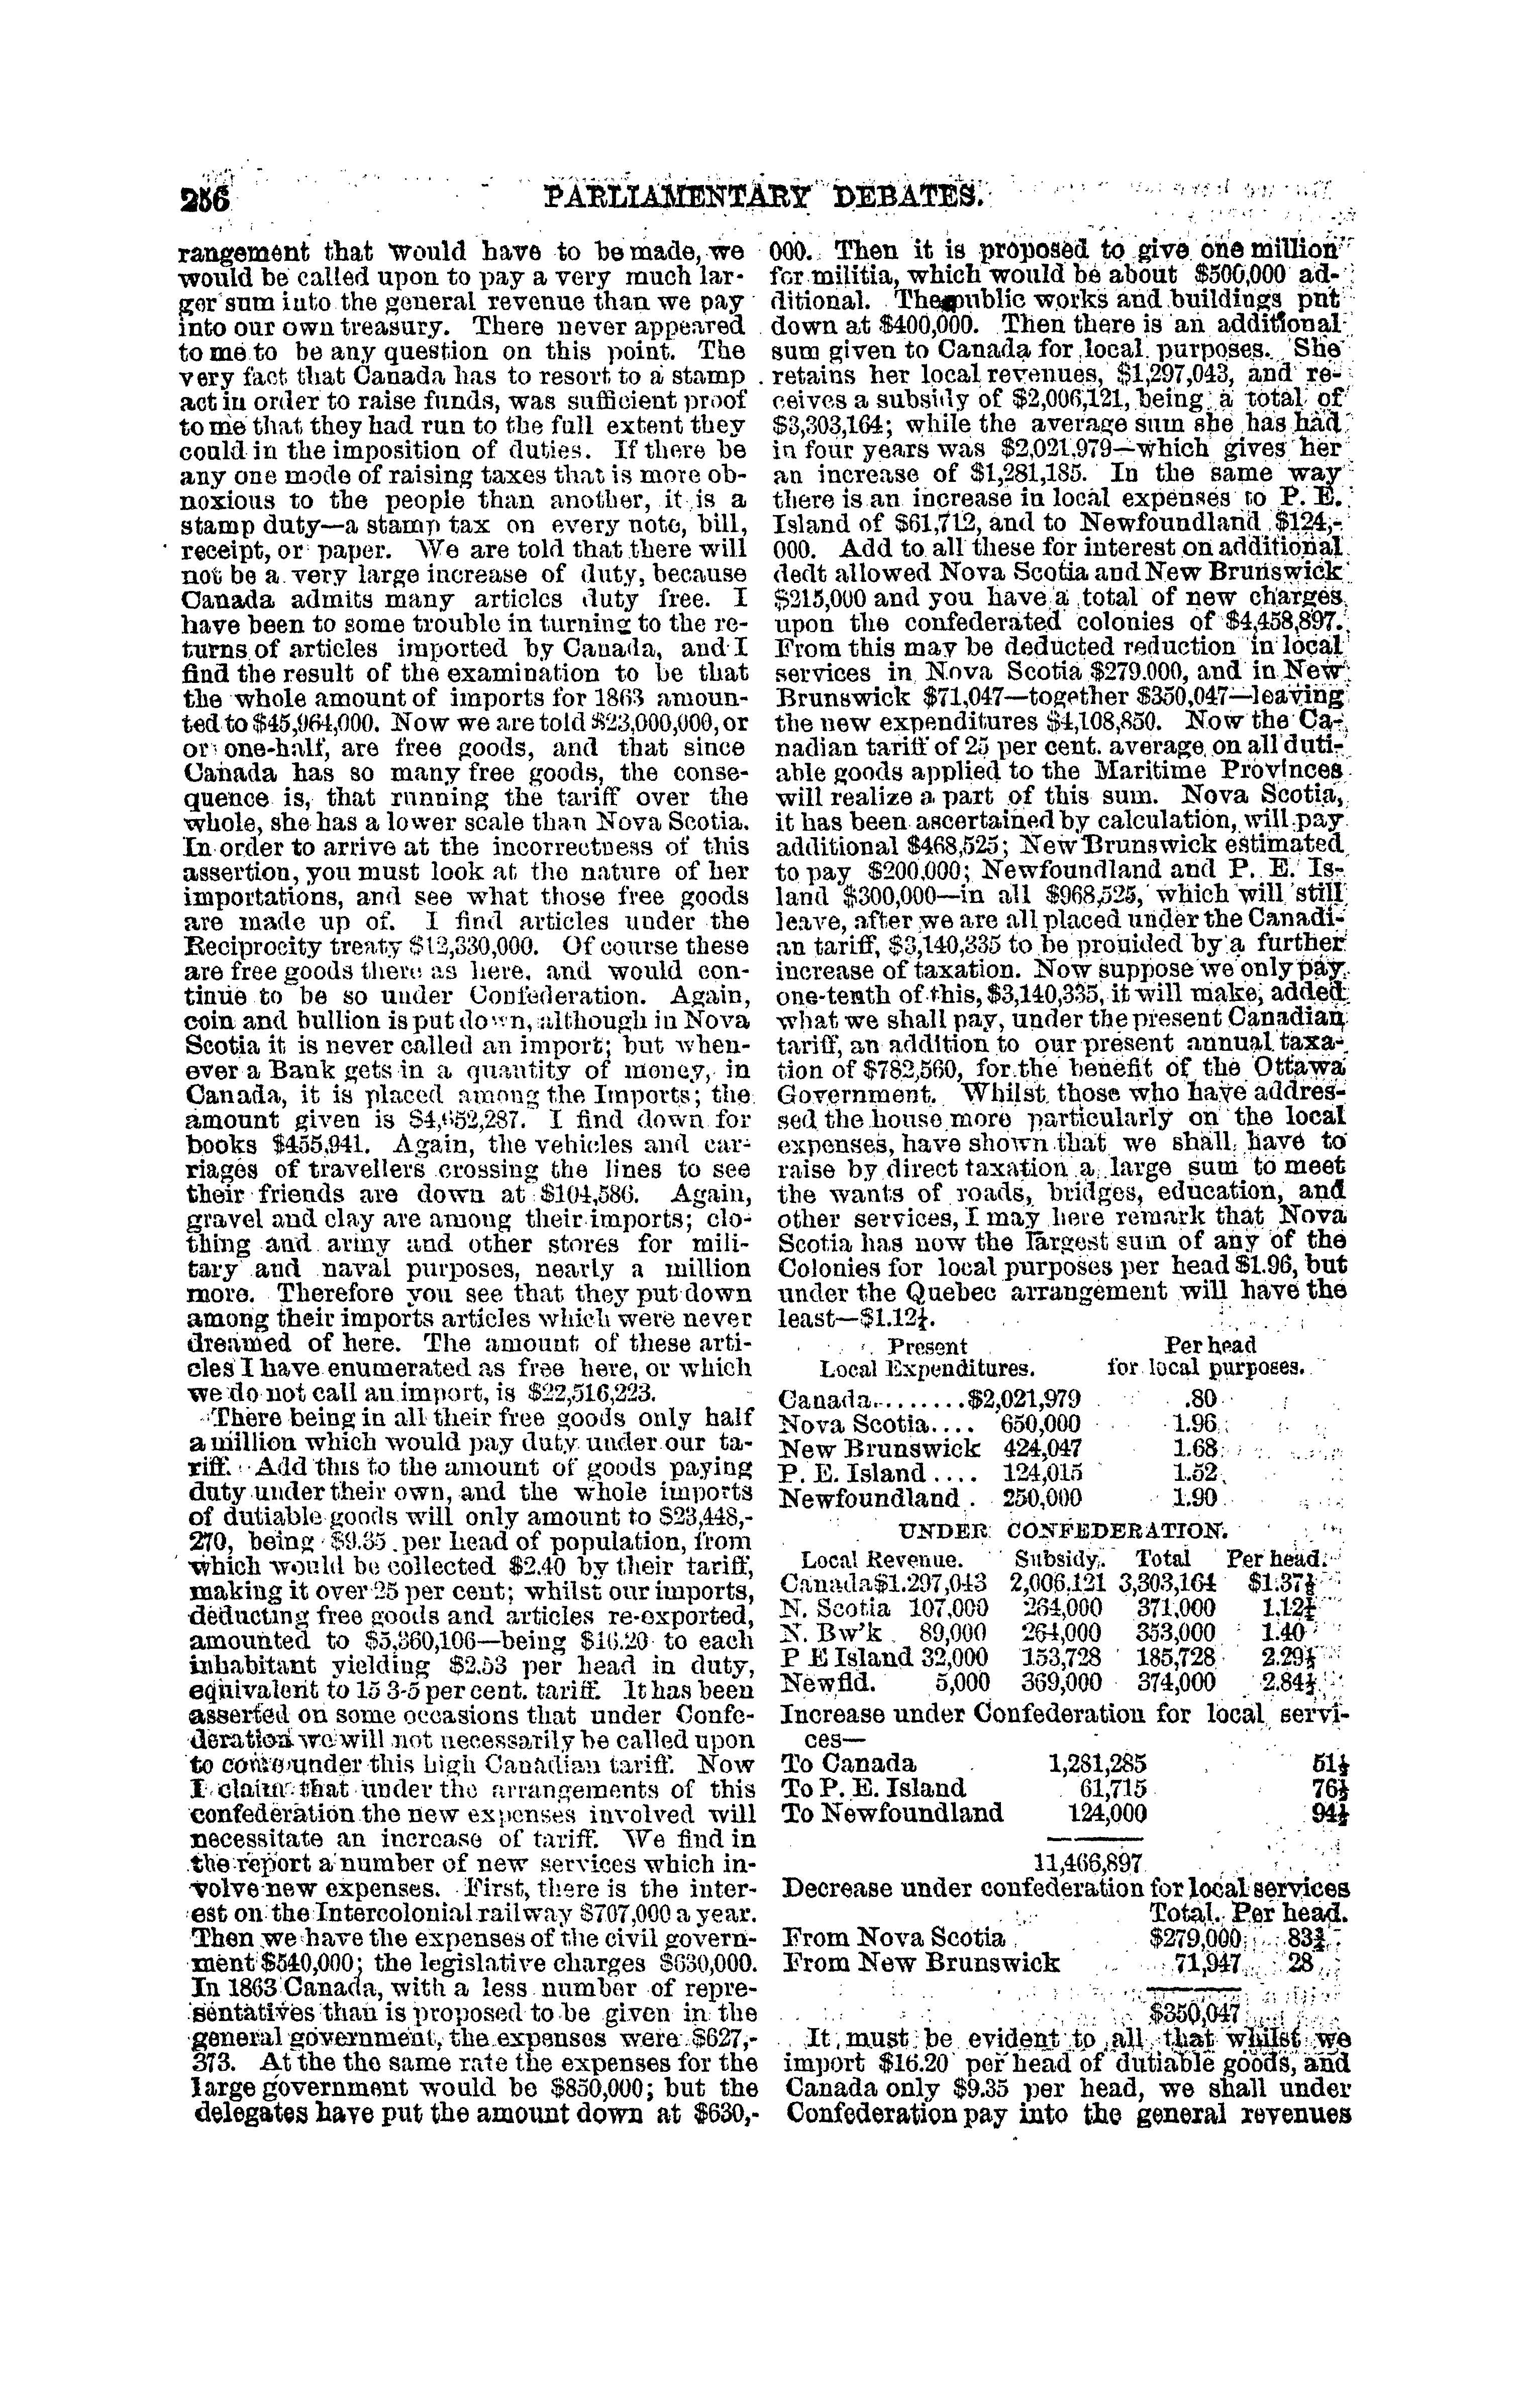 256
PARLIAMENTARY DEBATES.
rangement that would have to be made, we
would be called upon to pay a very much lar-
ger sum into the general revenue than we pay
into our own treasury. There never appeared
to me to be any question on this point. The
very fact that Canada has to resort to a stamp
act in order to raise funds, was sufficient proof
to me that they had run to the full extent they
could in the imposition of duties. If there be
any one mode of raising taxes that is more ob-
noxious to the people than another, it is a
stamp duty—a stamp tax on every note, bill,
receipt, or paper. We are told that there will
not be a very large increase of duty, because
Canada admits many articles duty free. I
have been to some trouble in turning to the re-
turns of articles imported by Canada, and I
find the result of the examination to be that
the whole amount of imports for 1863 amoun-
ted to $45,964,000. Now we are told $23,000,000, or
or one-half, are free goods, and that since
Canada has so many free goods, the conse-
quence is, that running the tariff over the
whole, she has a lower scale than Nova Scotia.
In order to arrive at the incorrectness of this
assertion, you must look at the nature of her
importations, and see what those free goods
are made up of. I find articles under the
Reciprocity treaty $12,330,000. Of course these
are free goods there as here, and would con-
tinue to be so under Confederation. Again,
coin and bullion is put down, although in Nova
Scotia it is never called an import; but when-
ever a Bank gets in a quantity of money, in
Canada, it is placed among the Imports; the
amount given is $4,652,287. I find down for
books $455,941. Again, the vehicles and car-
riages of travellers crossing the lines to see
their friends are down at $104,586. Again,
gravel and clay are among their imports; clo-
thing and army and other stores for mili-
tary and naval purposes, nearly a million
more. Therefore you see that they put down
among their imports articles which were never
dreamed of here. The amount of these arti-
cles I have enumerated as free here, or which
we do not call an import, is $22,516,223.
There being in all their free goods only half
a million which would pay duty under our ta-
riff. Add this to the amount of goods paying
duty under their own, and the whole imports
of dutiable goods will only amount to $23,448,-
270, being $9.35 per head of population, from
which would be collected $2.40 by their tariff,
making it over 25 per cent; whilst our imports,
deducting free goods and articles re-exported,
amounted to $5,360,106—being $16.20 to each
inhabitant yielding $2.53 per head in duty,
equivalent to 15 3-5 per cent. tariff. It has been
asserted on some occasions that under Confe-
deration we will not necessarily be called upon
to come under this high Canadian tariff. Now
I claim that under the arrangements of this
confederation the new expenses involved will
necessitate an increase of tariff. We find in
the report a number of new services which in-
volve new expenses. First, there is the inter-
est on the Intercolonial railway $707,000 a year.
Then we have the expenses of the civil govern-
ment $540,000; the legislative charges $630,000.
In 1863 Canada, with a less number of repre-
sentatives than is proposed to be given in the
general government, the expenses were $627,-
373. At the the same rate the expenses for the
large government would be $850,000; but the
delegates have put the amount down at $630,-
000. Then it is proposed to give one million
for militia, which would be about $500,000 ad-
ditional. The public works and buildings put
down at $400,000. Then there is an additional
sum given to Canada for local purposes. She
retains her local revenues, $1,297,043, and re-
ceives a subsidy of $2,006,121, being a total of
$3,303,164; while the average sum she has had
in four years was $2,021,979—which gives her
an increase of $1,281,185. In the same way
there is an increase in local expenses to P. E.
Island of $61,712, and to Newfoundland $124,-
000. Add to all these for interest on additional
dedt allowed Nova Scotia and New Brunswick
$215,000 and you have a total of new charges
upon the confederated colonies of $4,458,897.
From this may be deducted reduction in local
services in Nova Scotia $279.000, and in New
Brunswick $71,047—together $350,047—leaving
the new expenditures $4,108,850. Now the Ca-
nadian tariff of 25 per cent. average on all duti-
able goods applied to the Maritime Provinces
will realize a part of this sum. Nova Scotia,
it has been ascertained by calculation, will pay
additional $468,525; New Brunswick estimated
to pay $200,000; Newfoundland and P. E. Is-
land $300,000—in all $968,525, which will still
leave, after we are all placed under the Canadi-
an tariff, $3,140,335 to be prouided by a further
increase of taxation. Now suppose we only pay
one-tenth of this, $3,140,335, it will make, added
what we shall pay, under the present Canadian
tariff, an addition to our present annual taxa-
tion of $782,560, for the benefit of the Ottawa
Government. Whilst those who have addres-
sed the house more particularly on the local
expenses, have shown that we shall have to
raise by direct taxation a large sum to meet
the wants of roads, bridges, education, and
other services, I may here remark that Nova
Scotia has now the largest sum of any of the
Colonies for local purposes per head $1.96, but
under the Quebec arrangement will have the
least—$1.12½.
Present Per head
Local Expenditures. for local purposes.
Canada........$2,021,979 .80
Nova Scotia.... 650,000 1.96
New Brunswick 424,047 1.68
P. E. Island .... 124,015 1.52
Newfoundland . 250,000 1.90
UNDER CONFEDERATION.
Local Revenue. Subsidy. Total Per head.
Canada$1.297,043 2,006.121 3,303,164 $1.37½
N. Scotia 107,000 264,000 371,000 1.12½
N. Bw'k 89,000 264,000 353,000 1.40
P E Island 32,000 153,728 185,728 2.29½
Newfld. 5,000 369,000 374,000 2.84½
Increase under Confederation for local servi-
ces—
To Canada 1,281,285 51½
To P. E. Island 61,715 76½
To Newfoundland 124,000 94½
11,466,897
Decrease under confederation for local services
Total. Per head.
From Nova Scotia $279,000 83¾
From New Brunswick 71,947 28
$350,047
It must be evident to all that whilst we
import $16.20 per head of dutiable goods, and
Canada only $9.35 per head, we shall under
Confederation pay into the general revenues